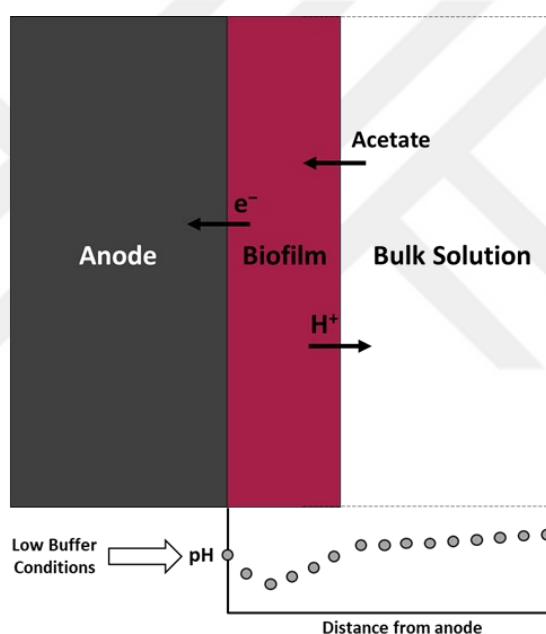 Acetate
e⁻
Anode
Biofilm
Bulk Solution
H⁺
Low Buffer
Conditions
pH
Distance from anode